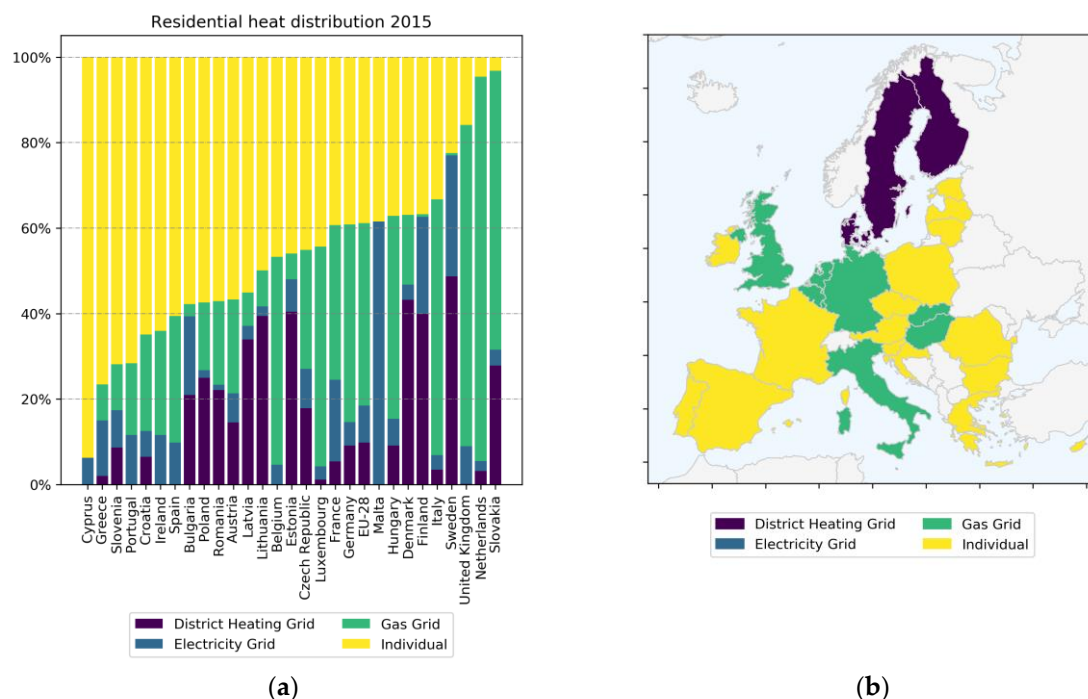 Residential heat distribution 2015
100%
80%
60%
40%
20%
0%
Cyprus
Greece
Slovenia
Portugal
Croatia
Ireland
Spain
Bulgaria
Poland
Romania
Austria
Latvia
Lithuania
Belgium
Estonia
Czech Republic
Luxembourg
France
Germany
EU-28
Malta
Hungary
Denmark
Finland
Italy
Sweden
United Kingdom
Netherlands
Slovakia
District Heating Grid
Gas Grid
Electricity Grid
Individual
(a)
District Heating Grid
Gas Grid
Electricity Grid
Individual
(b)